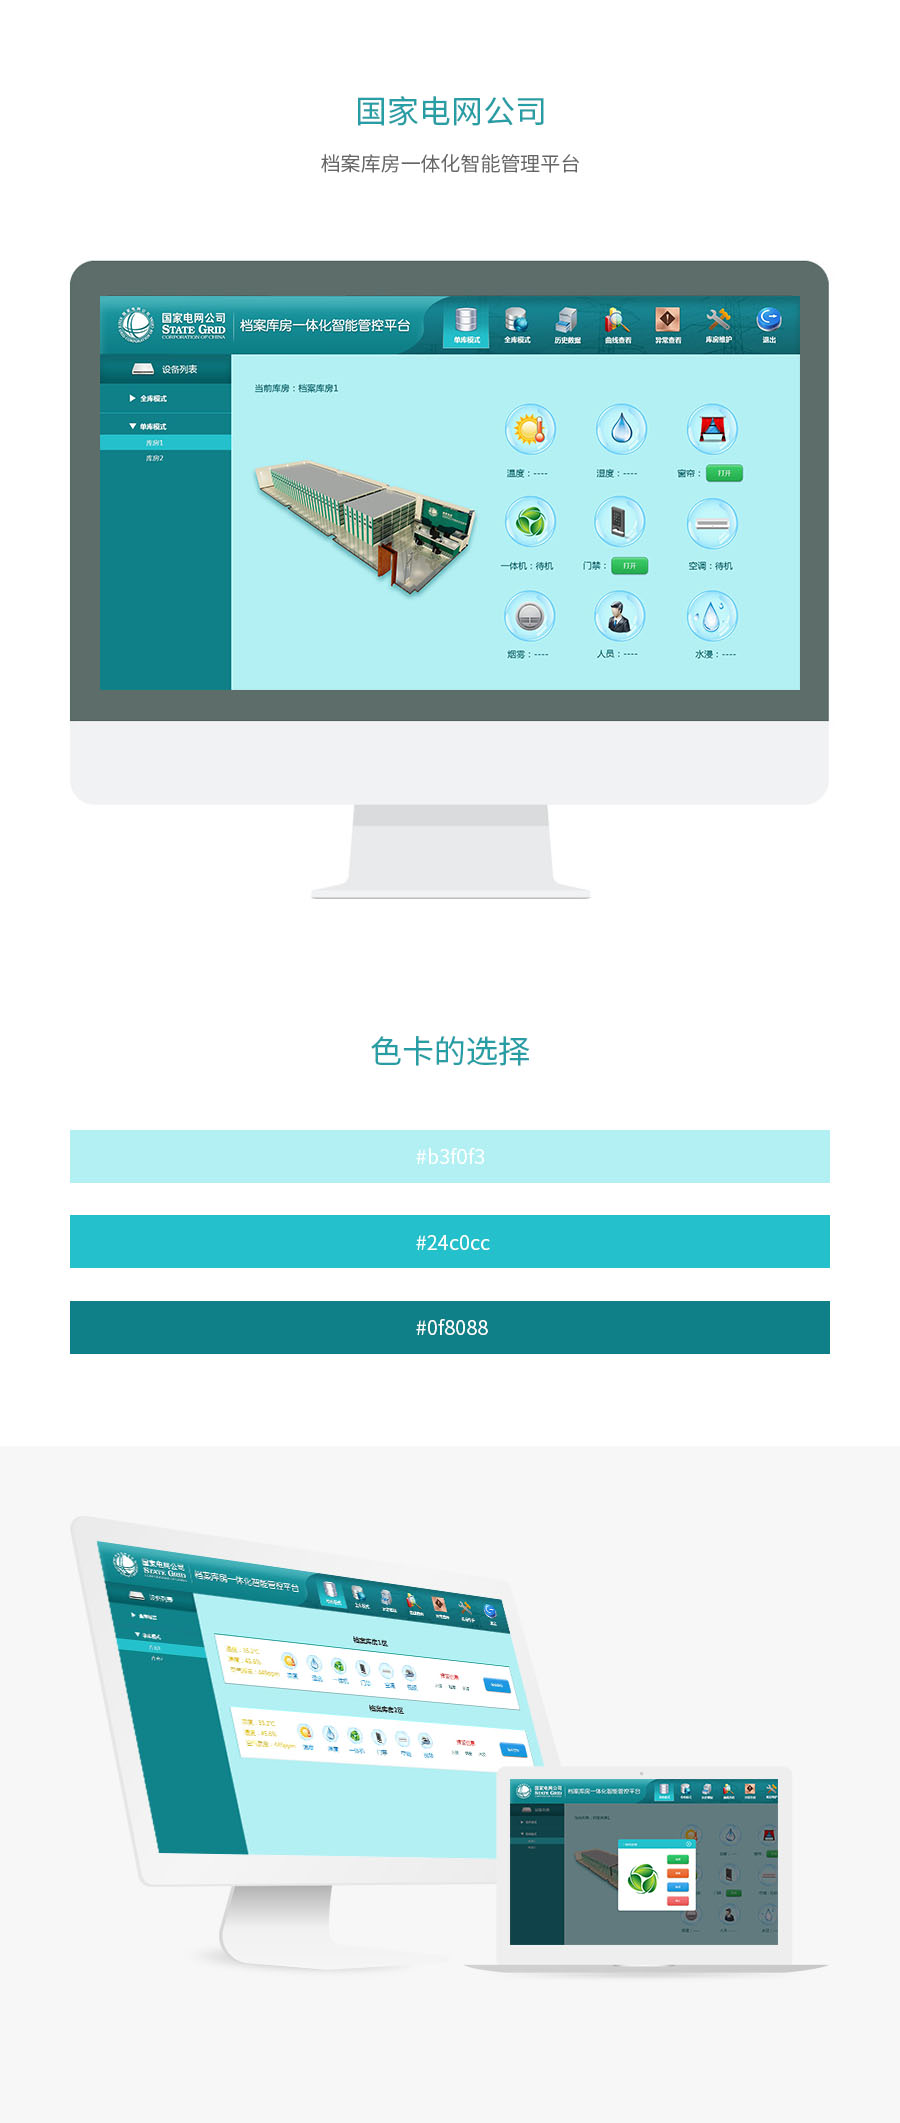 国家电网公司
档案库房一体化智能管理平台
国家电网公司
STATE GRID
CORPORATION OF CHINA
档案库房一体化智能管控平台
单库模式
全库模式
历史数据
曲线查看
异常查看
库房维护
退出
设备列表
全库模式
单库模式
库房1
库房2
当前库房：档案库房1
温度：----
湿度：----
窗帘：
打开
一体机：待机
门禁：
打开
空调：待机
烟雾：----
人员：----
水浸：----
色卡的选择
#b3f0f3
#24c0cc
#0f8088
国家电网公司
STATE GRID
档案库房一体化智能管控平台
设备列表
档案库房1区
档案库房2区
国家电网公司
STATE GRID
档案库房一体化智能管控平台